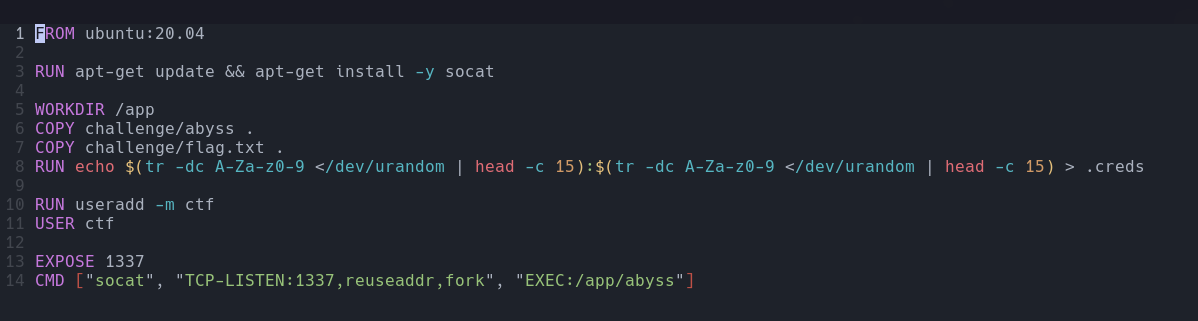 1 FROM ubuntu:20.04
2
3 RUN apt-get update && apt-get install -y socat
4
5 WORKDIR /app
6 COPY challenge/abyss .
7 COPY challenge/flag.txt .
8 RUN echo $(tr -dc A-Za-z0-9 </dev/urandom | head -c 15):$(tr -dc A-Za-z0-9 </dev/urandom | head -c 15) > .creds
9
10 RUN useradd -m ctf
11 USER ctf
12
13 EXPOSE 1337
14 CMD ["socat", "TCP-LISTEN:1337,reuseaddr,fork", "EXEC:/app/abyss"]